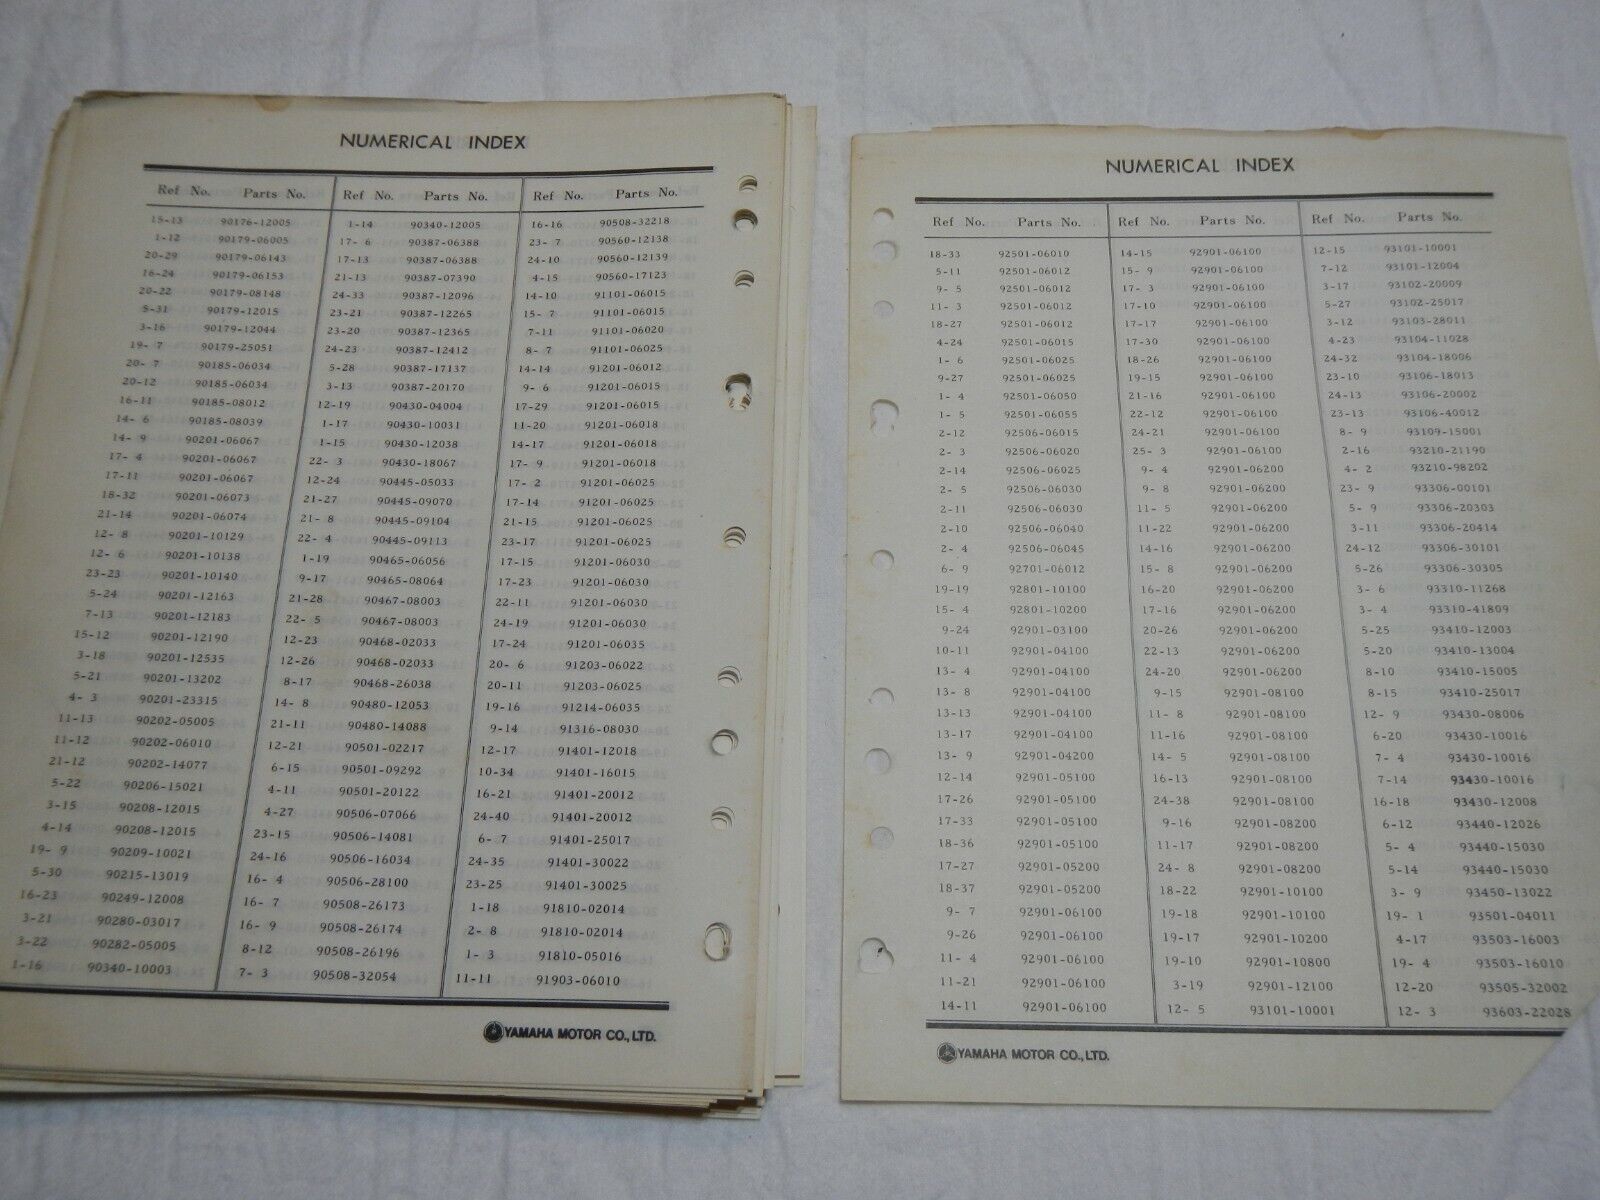 NUMERICAL INDEX
Ref No. Parts No. Ref No. Parts No. Ref No. Parts No.
15-13 90176-12005 1-14 90340-12005 16-16 90508-32218
1-12 90179-06005 17- 6 90387-06388 23- 7 90560-12138
20-29 90179-06143 17-13 90387-06388 24-10 90560-12139
16-24 90179-06153 21-13 90387-07390 4-15 90560-17123
20-22 90179-08148 24-33 90387-12096 14-10 91101-06015
5-31 90179-12015 23-21 90387-12265 15- 7 91101-06015
3-16 90179-12044 23-20 90387-12365 7-11 91101-06020
19- 7 90179-25051 24-23 90387-12412 8- 7 91101-06025
20- 7 90185-06034 5-28 90387-17137 14-14 91201-06012
20-12 90185-06034 3-13 90387-20170 9- 6 91201-06015
16-11 90185-08012 12-19 90430-04004 17-29 91201-06015
14- 6 90185-08039 1-17 90430-10031 11-20 91201-06018
14- 9 90201-06067 1-15 90430-12038 14-17 91201-06018
17- 4 90201-06067 22- 3 90430-18067 17- 9 91201-06018
17-11 90201-06067 12-24 90445-05033 17- 2 91201-06025
18-32 90201-06073 21-27 90445-09070 17-14 91201-06025
21-14 90201-06074 21- 8 90445-09104 21-15 91201-06025
12- 8 90201-10129 22- 4 90445-09113 23-17 91201-06025
12- 6 90201-10138 1-19 90465-06056 17-15 91201-06030
23-23 90201-10140 9-17 90465-08064 17-23 91201-06030
5-24 90201-12163 21-28 90467-08003 22-11 91201-06030
7-13 90201-12183 22- 5 90467-08003 24-19 91201-06030
15-12 90201-12190 12-23 90468-02033 17-24 91201-06035
3-18 90201-12535 12-26 90468-02033 20- 6 91203-06022
5-21 90201-13202 8-17 90468-26038 20-11 91203-06025
4- 3 90201-23315 14- 8 90480-12053 19-16 91214-06035
11-13 90202-05005 21-11 90480-14088 9-14 91316-08030
11-12 90202-06010 12-21 90501-02217 12-17 91401-12018
21-12 90202-14077 6-15 90501-09292 10-34 91401-16015
5-22 90206-15021 4-11 90501-20122 16-21 91401-20012
3-15 90208-12015 4-27 90506-07066 24-40 91401-20012
4-14 90208-12015 23-15 90506-14081 6- 7 91401-25017
19- 9 90209-10021 24-16 90506-16034 24-35 91401-30022
5-30 90215-13019 16- 4 90506-28100 23-25 91401-30025
16-23 90249-12008 16- 7 90508-26173 1-18 91810-02014
3-21 90280-03017 16- 9 90508-26174 2- 8 91810-02014
3-22 90282-05005 8-12 90508-26196 1- 3 91810-05016
1-16 90340-10003 7- 3 90508-32054 11-11 91903-06010
YAMAHA MOTOR CO., LTD.
NUMERICAL INDEX
Ref No. Parts No. Ref No. Parts No. Ref No. Parts No.
18-33 92501-06010 14-15 92901-06100 12-15 93101-10001
5-11 92501-06012 15- 9 92901-06100 7-12 93101-12004
9- 5 92501-06012 17- 3 92901-06100 3-17 93102-20009
11- 3 92501-06012 17-10 92901-06100 5-27 93102-25017
18-27 92501-06012 17-17 92901-06100 3-12 93103-28011
4-24 92501-06015 17-30 92901-06100 4-23 93104-11028
1- 6 92501-06025 18-26 92901-06100 24-32 93104-18006
9-27 92501-06025 19-15 92901-06100 23-10 93106-18013
1- 4 92501-06050 21-16 92901-06100 24-13 93106-20002
1- 5 92501-06055 22-12 92901-06100 23-13 93106-40012
2-12 92506-06015 24-21 92901-06100 8- 9 93109-15001
2- 3 92506-06020 25- 3 92901-06100 2-16 93210-21190
2-14 92506-06025 9- 4 92901-06200 4- 2 93210-98202
2- 5 92506-06030 9- 8 92901-06200 23- 9 93306-00101
2-11 92506-06030 11- 5 92901-06200 5- 9 93306-20303
2-10 92506-06040 11-22 92901-06200 3-11 93306-20414
2- 4 92506-06045 14-16 92901-06200 24-12 93306-30101
6- 9 92701-06012 15- 8 92901-06200 5-26 93306-30305
19-19 92801-10100 16-20 92901-06200 3- 6 93310-11268
15- 4 92801-10200 17-16 92901-06200 3- 4 93310-41809
9-24 92901-03100 20-26 92901-06200 5-25 93410-12003
10-11 92901-04100 22-13 92901-06200 5-20 93410-13004
13- 4 92901-04100 24-20 92901-06200 8-10 93410-15005
13- 8 92901-04100 9-15 92901-08100 8-15 93410-25017
13-13 92901-04100 11- 8 92901-08100 12- 9 93430-08006
13-17 92901-04100 11-16 92901-08100 6-20 93430-10016
13- 9 92901-04200 14- 5 92901-08100 7- 4 93430-10016
12-14 92901-05100 16-13 92901-08100 7-14 93430-10016
17-26 92901-05100 24-38 92901-08100 16-18 93430-12008
17-33 92901-05100 9-16 92901-08200 6-12 93440-12026
18-36 92901-05100 11-17 92901-08200 5- 4 93440-15030
17-27 92901-05200 24- 8 92901-08200 5-14 93440-15030
18-37 92901-05200 18-22 92901-10100 3- 9 93450-13022
9- 7 92901-06100 19-18 92901-10100 19- 1 93501-04011
9-26 92901-06100 19-17 92901-10200 4-17 93503-16003
11- 4 92901-06100 19-10 92901-10800 19- 4 93503-16010
11-21 92901-06100 3-19 92901-12100 12-20 93505-32002
14-11 92901-06100 12- 5 93101-10001 12- 3 93603-22028
YAMAHA MOTOR CO., LTD.